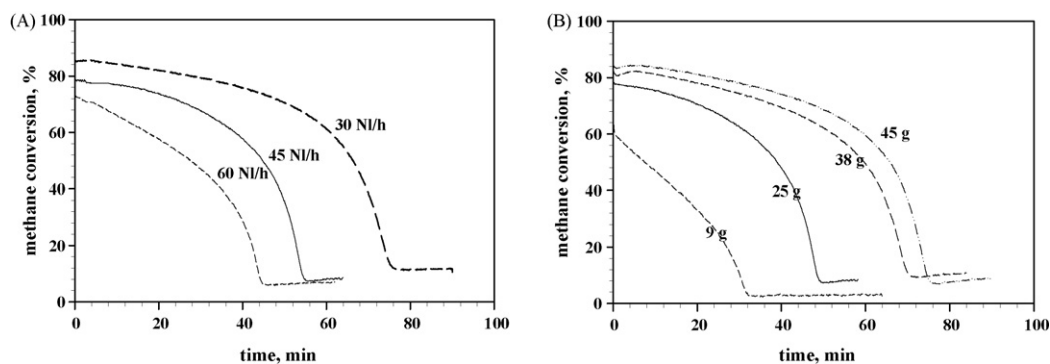 (A)
100
80
60
40
20
0
methane conversion, %
30 Nl/h
45 Nl/h
60 Nl/h
0 20 40 60 80 100
time, min
(B)
100
80
60
40
20
0
methane conversion, %
45 g
38 g
25 g
9 g
0 20 40 60 80 100
time, min